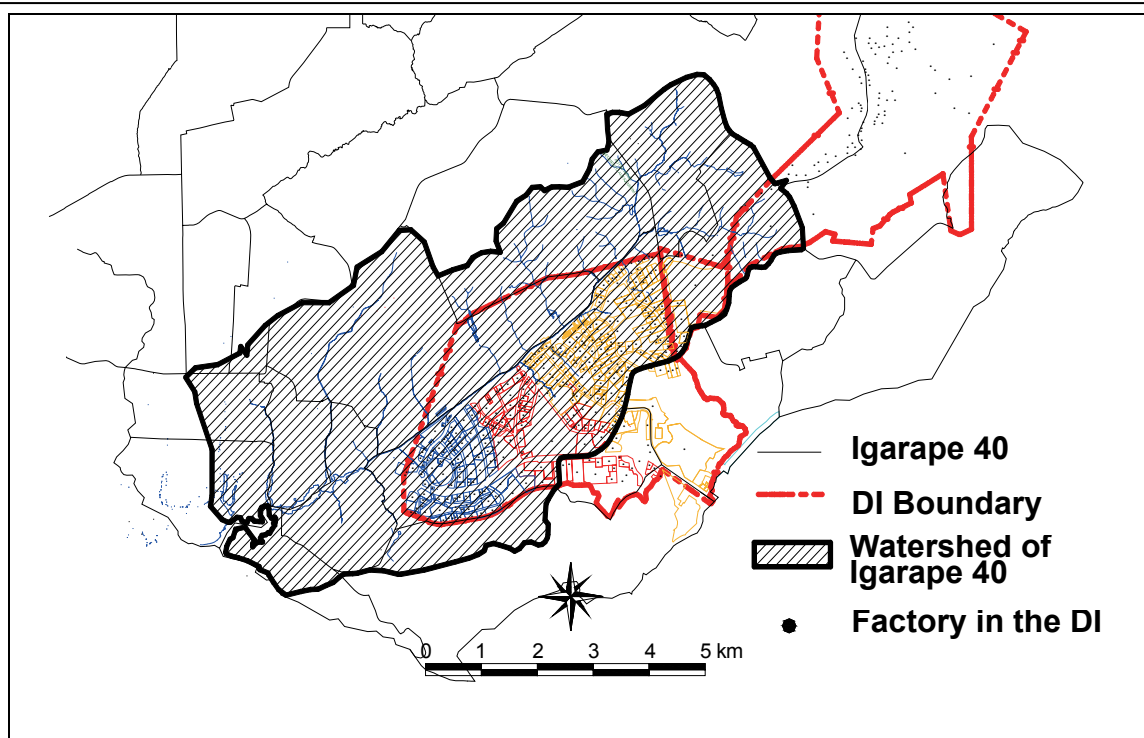 Igarape 40
DI Boundary
Watershed of
Igarape 40
Factory in the DI
0 1 2 3 4 5 km